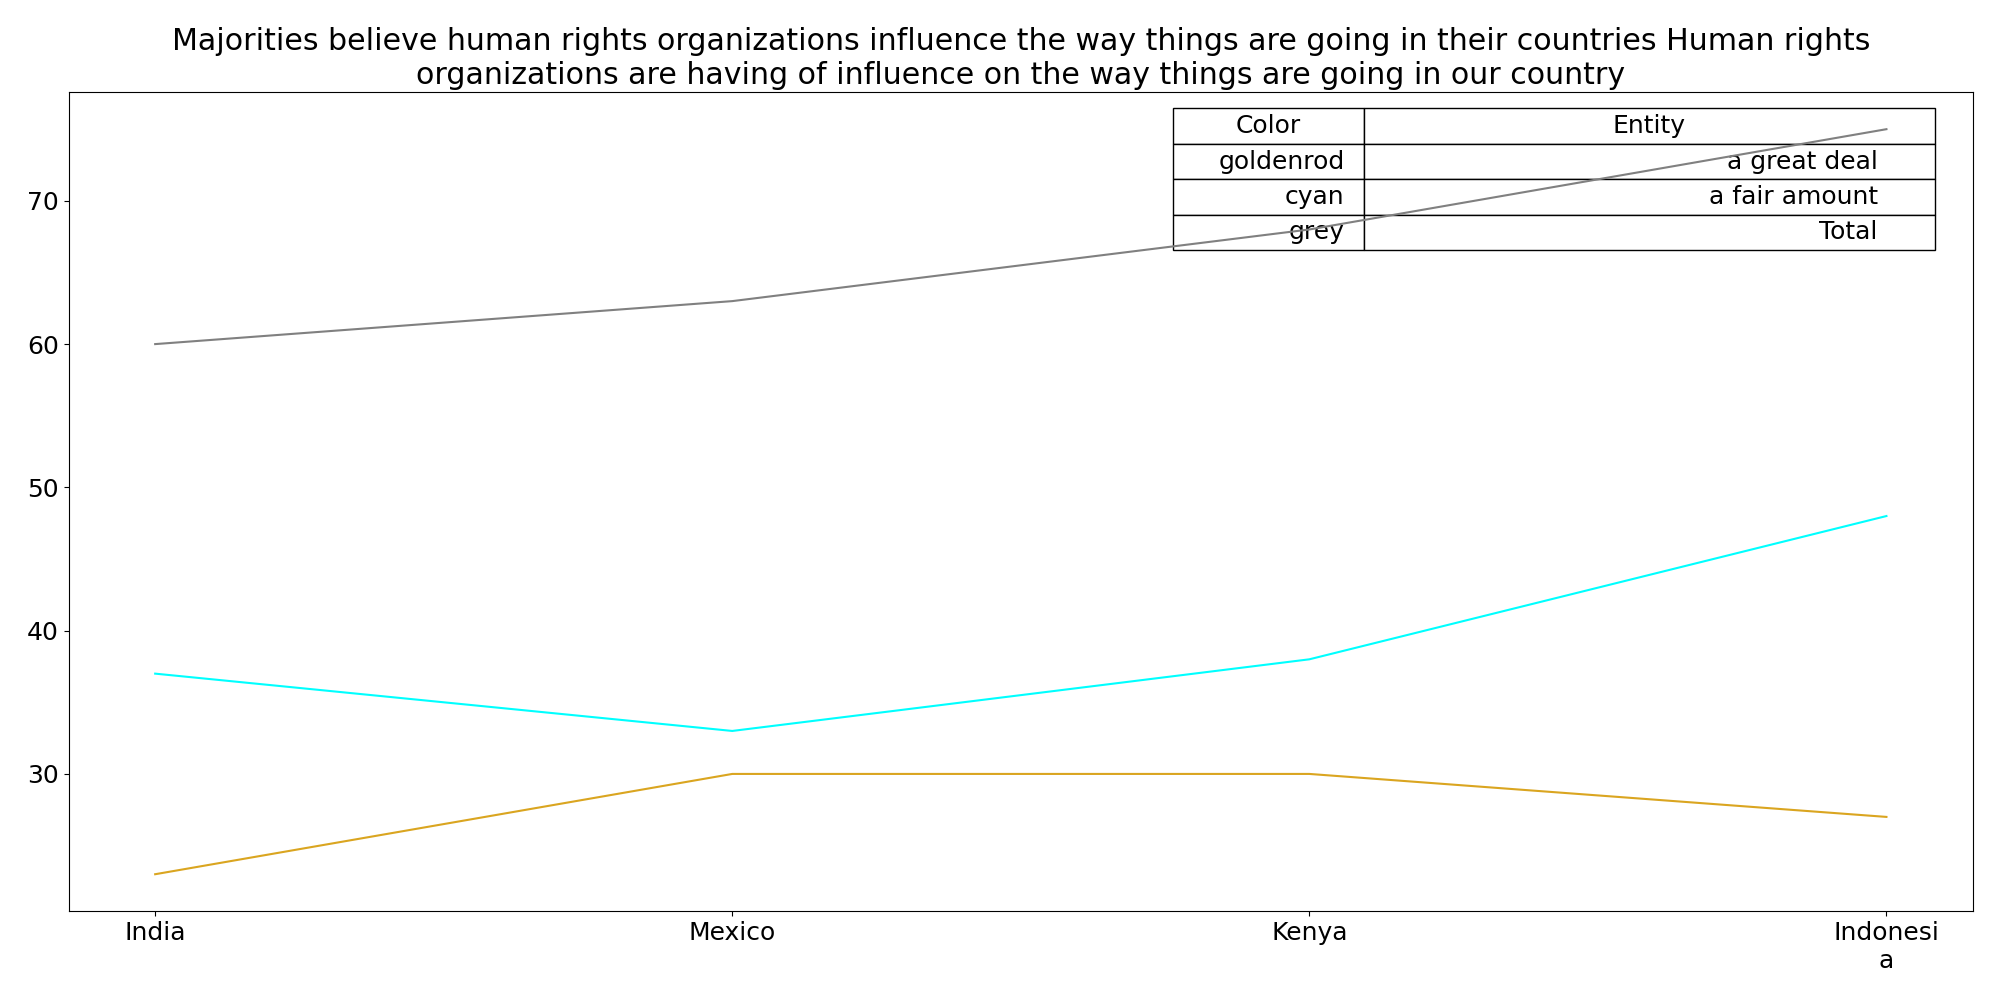 Majorities believe human rights organizations influence the way things are going in their countries Human rights
organizations are having of influence on the way things are going in our country
Color Entity
goldenrod a great deal
cyan a fair amount
grey Total
70
60
50
40
30
India Mexico Kenya Indonesi
a